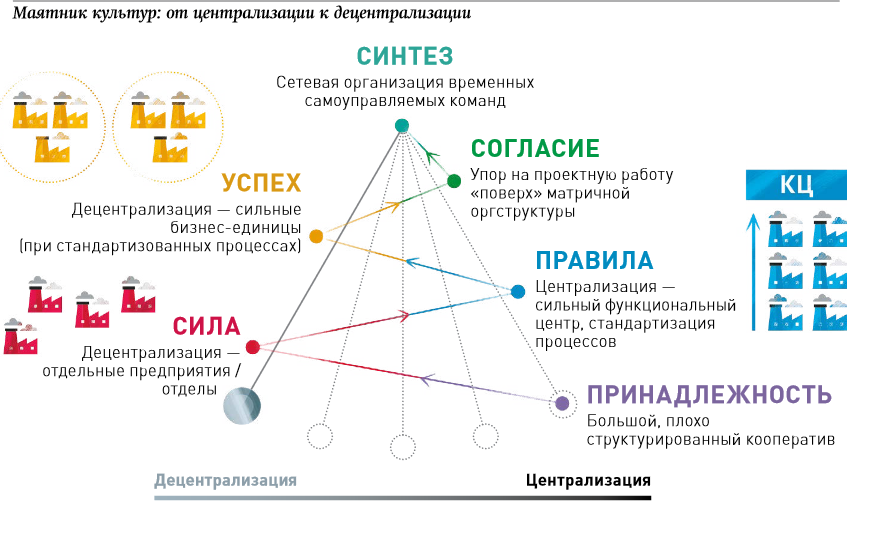 Маятник культур: от централизации к децентрализации
СИНТЕЗ
Сетевая организация временных
самоуправляемых команд
СОГЛАСИЕ
Упор на проектную работу
«поверх» матричной
оргструктуры
УСПЕХ
Децентрализация — сильные
бизнес-единицы
(при стандартизованных процессах)
КЦ
ПРАВИЛА
Централизация —
сильный функциональный
центр, стандартизация
процессов
СИЛА
Децентрализация —
отдельные предприятия /
отделы
ПРИНАДЛЕЖНОСТЬ
Большой, плохо
структурированный кооператив
Децентрализация
Централизация